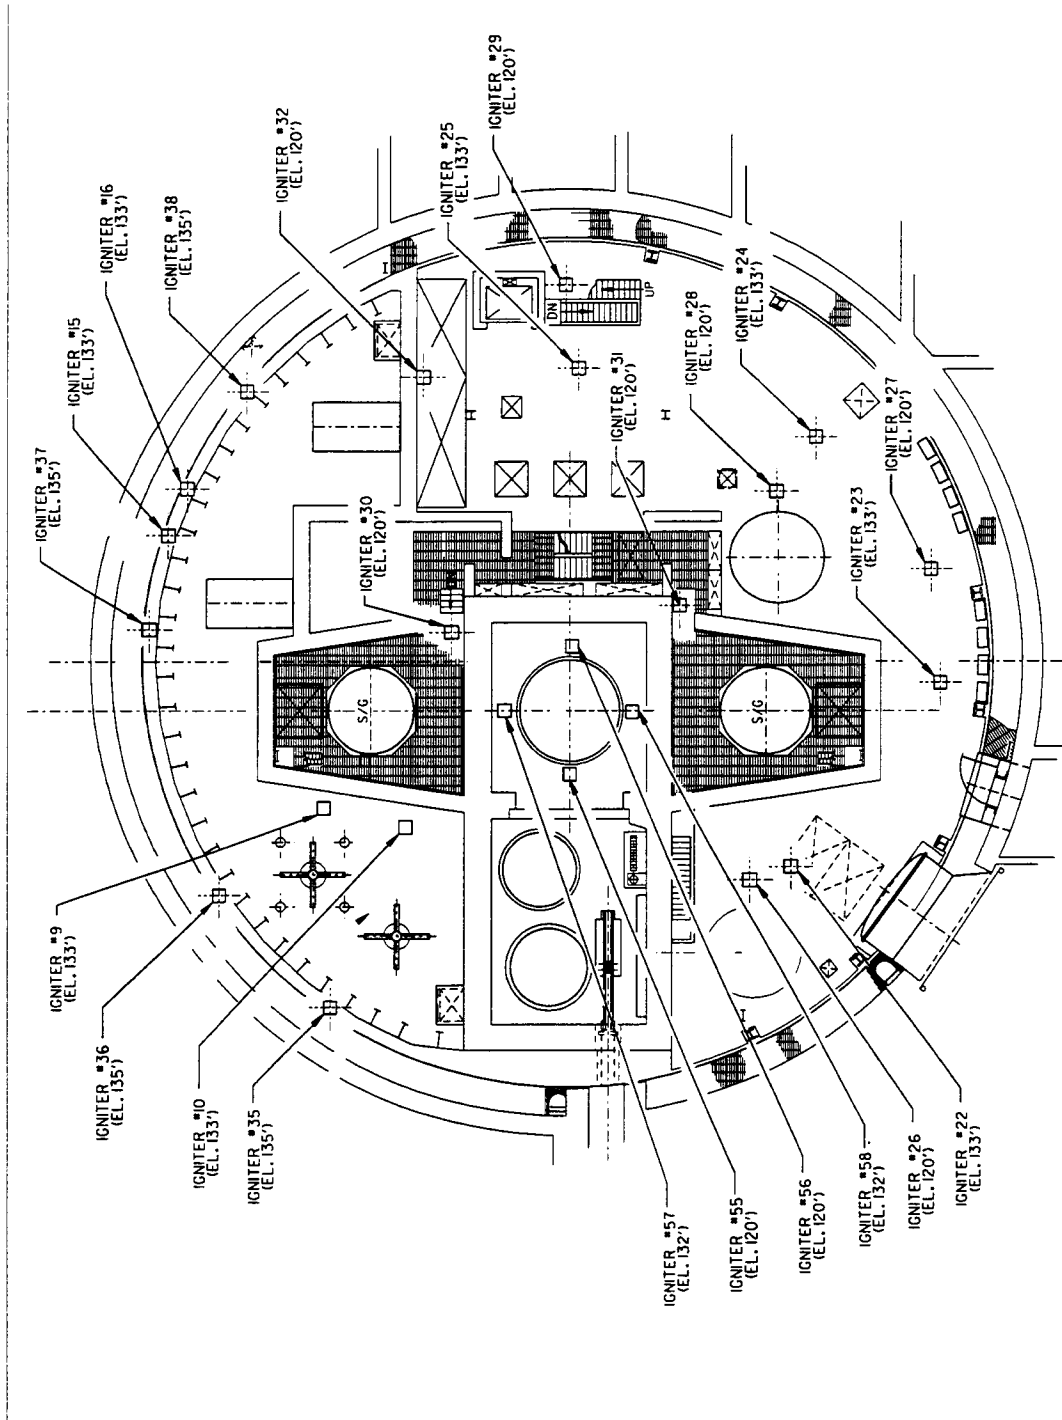 IGNITER #29
(EL. 120')
IGNITER #32
(EL. 120')
IGNITER #25
(EL. 133')
IGNITER #16
(EL. 133')
IGNITER #38
(EL. 135')
IGNITER #15
(EL. 133')
IGNITER #37
(EL. 135')
IGNITER #24
(EL. 133')
IGNITER #28
(EL. 120')
IGNITER #31
(EL. 120')
IGNITER #27
(EL. 120')
IGNITER #23
(EL. 133')
IGNITER #30
(EL. 120')
DN
UP
DN
S/G
S/G
IGNITER #9
(EL. 133')
IGNITER #36
(EL. 135')
IGNITER #10
(EL. 133')
IGNITER #35
(EL. 135')
IGNITER #57
(EL. 132')
IGNITER #55
(EL. 120')
IGNITER #56
(EL. 120')
IGNITER #58
(EL. 132')
IGNITER #26
(EL. 120')
IGNITER #22
(EL. 133')